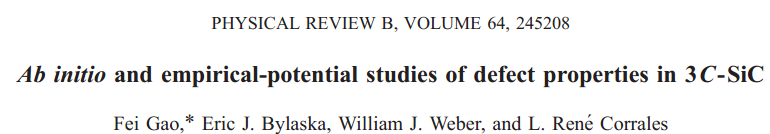 PHYSICAL REVIEW B, VOLUME 64, 245208
Ab initio and empirical-potential studies of defect properties in 3C-SiC
Fei Gao,* Eric J. Bylaska, William J. Weber, and L. René Corrales